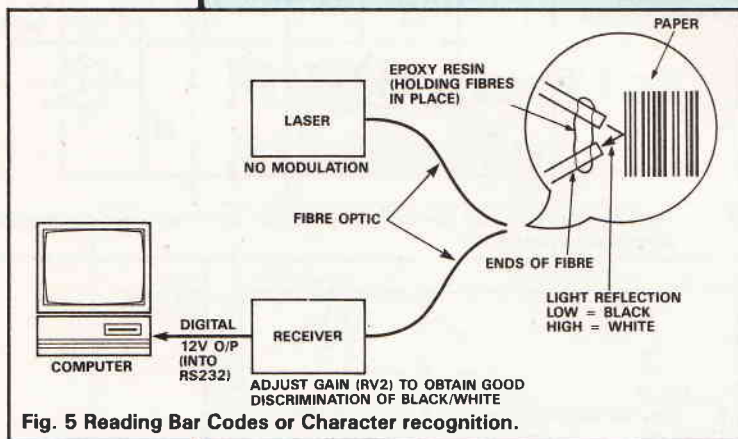 PAPER
EPOXY RESIN
(HOLDING FIBRES
IN PLACE)
LASER
NO MODULATION
FIBRE OPTIC
ENDS OF FIBRE
LIGHT REFLECTION
LOW = BLACK
HIGH = WHITE
DIGITAL
12V O/P
(INTO
RS232)
RECEIVER
COMPUTER
ADJUST GAIN (RV2) TO OBTAIN GOOD
DISCRIMINATION OF BLACK/WHITE
Fig. 5 Reading Bar Codes or Character recognition.